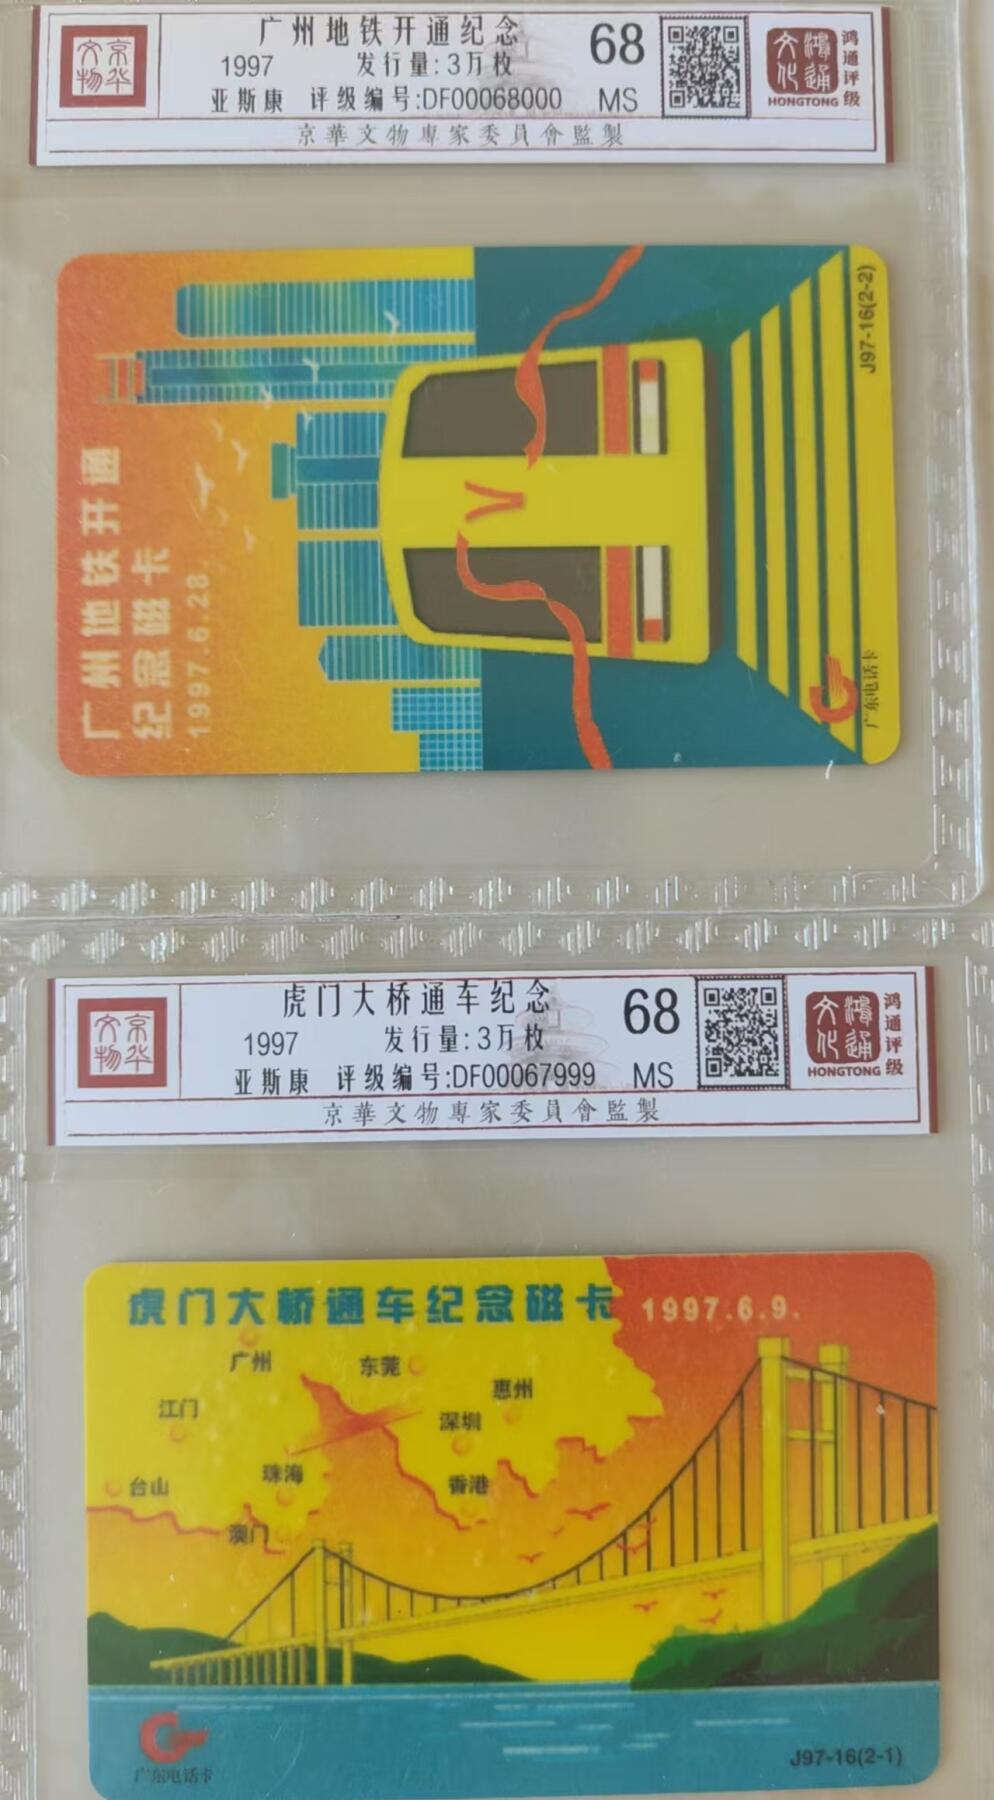 京华
文物
广州地铁开通纪念
1997 发行量:3万枚
亚斯康 评级编号:DF00068000
68
MS
鸿通
文化
HONGTONG
鸿通评级
京華文物專家委員會監製
广州地铁开通
纪念磁卡
1997.6.28.
J97-16(2-2)
广东电话卡
京华
文物
虎门大桥通车纪念
1997 发行量:3万枚
亚斯康 评级编号:DF00067999
68
MS
鸿通
文化
HONGTONG
鸿通评级
京華文物專家委員會監製
虎门大桥通车纪念磁卡 1997.6.9.
广州
东莞
惠州
江门
深圳
珠海
香港
台山
澳门
广东电话卡
J97-16(2-1)